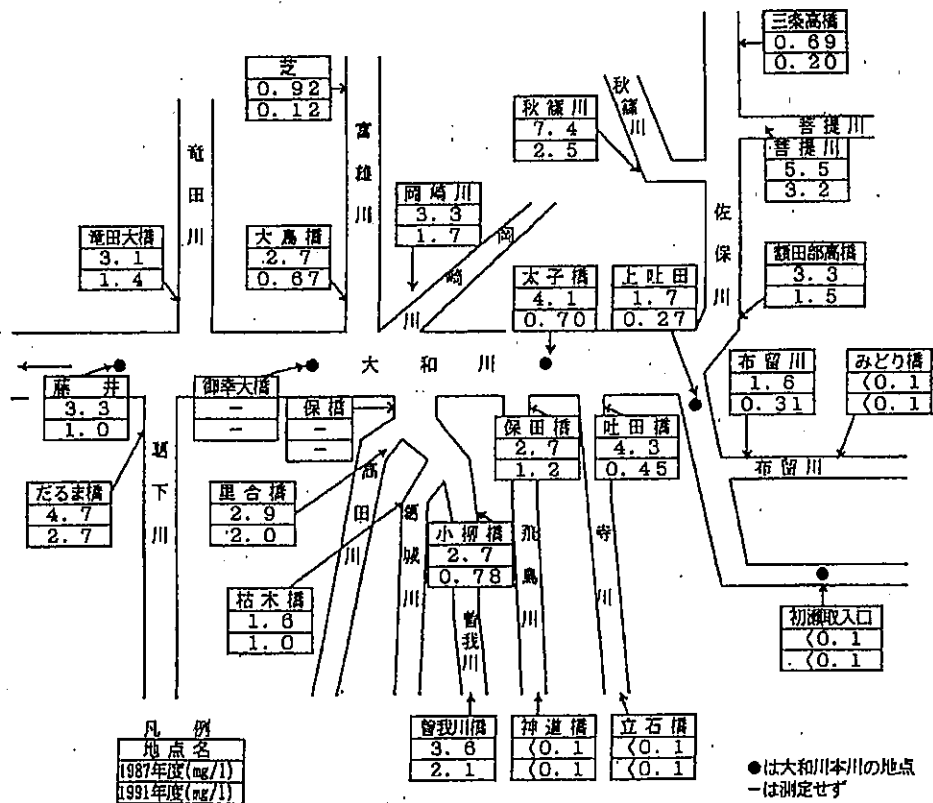 三条高橋
0.69
0.20
芝
0.92
0.12
秋篠川
7.4
2.5
秋篠川
菩提川
菩提川
5.5
3.2
竜田川
富雄川
岡崎川
3.3
1.7
岡崎川
佐保川
竜田大橋
3.1
1.4
大鳥橋
2.7
0.67
太子橋
4.1
0.70
上吐田
1.7
0.27
額田部高橋
3.3
1.5
大和川
藤井
3.3
1.0
御幸大橋
-
-
保橋
-
-
保田橋
2.7
1.2
吐田橋
4.3
0.45
布留川
1.6
0.31
みどり橋
<0.1
<0.1
布留川
だるま橋
4.7
2.7
下川
里合橋
2.9
2.0
高田川
葛城川
小柳橋
2.7
0.78
曽我川
飛鳥川
寺川
枯木橋
1.6
1.0
初瀬取入口
<0.1
<0.1
曽我川橋
3.6
2.1
神道橋
<0.1
<0.1
立石橋
<0.1
<0.1
凡例
地点名
1987年度(mg/l)
1991年度(mg/l)
●は大和川本川の地点
-は測定せず